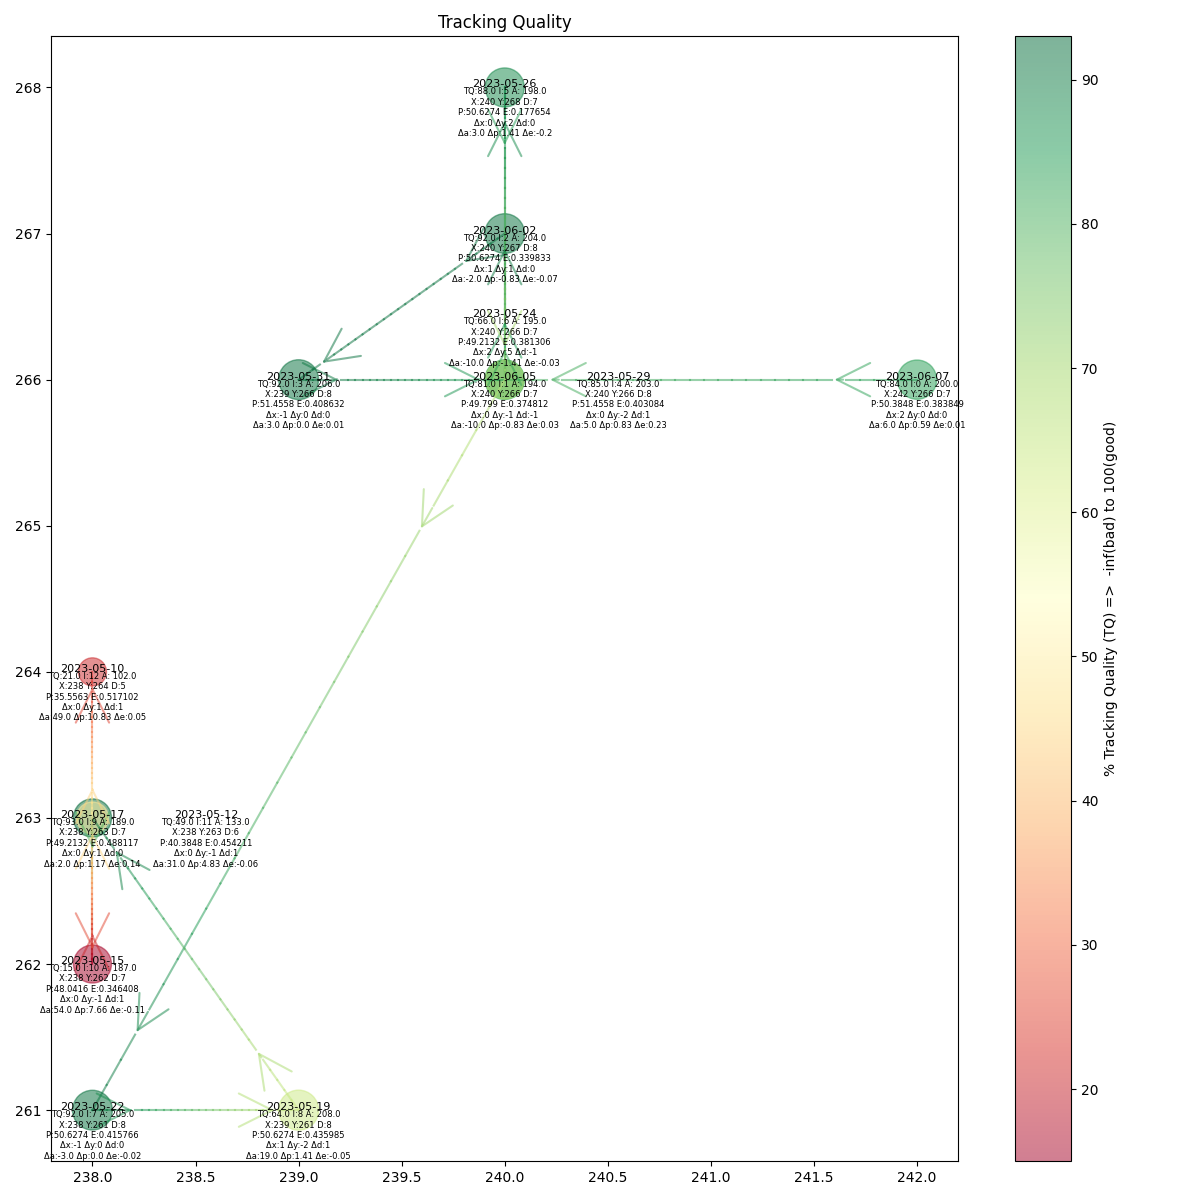 Tracking Quality
268
267
266
265
264
263
262
261
238.0
238.5
239.0
239.5
240.0
240.5
241.0
241.5
242.0
2023-05-26
TQ:88.0 I:5 A: 198.0
X:240 Y:268 D:7
P:50.6274 E:0.177654
Δx:0 Δy:2 Δd:0
Δa:3.0 Δp:1.41 Δe:-0.2
2023-06-02
TQ:92.0 I:2 A: 204.0
X:240 Y:267 D:8
P:50.6274 E:0.339833
Δx:1 Δy:1 Δd:0
Δa:-2.0 Δp:-0.83 Δe:-0.07
2023-05-24
TQ:66.0 I:6 A: 195.0
X:240 Y:266 D:7
P:49.2132 E:0.381306
Δx:2 Δy:5 Δd:-1
Δa:-10.0 Δp:-1.41 Δe:-0.03
2023-05-31
TQ:92.0 I:3 A: 206.0
X:239 Y:266 D:8
P:51.4558 E:0.408632
Δx:-1 Δy:0 Δd:0
Δa:3.0 Δp:0.0 Δe:0.01
2023-06-05
TQ:81.0 I:1 A: 194.0
X:240 Y:266 D:7
P:49.799 E:0.374812
Δx:0 Δy:-1 Δd:-1
Δa:-10.0 Δp:-0.83 Δe:0.03
2023-05-29
TQ:85.0 I:4 A: 203.0
X:240 Y:266 D:8
P:51.4558 E:0.403084
Δx:0 Δy:-2 Δd:1
Δa:5.0 Δp:0.83 Δe:0.23
2023-06-07
TQ:84.0 I:0 A: 200.0
X:242 Y:266 D:7
P:50.3848 E:0.383849
Δx:2 Δy:0 Δd:0
Δa:6.0 Δp:0.59 Δe:0.01
2023-05-10
TQ:21.0 I:12 A: 102.0
X:238 Y:264 D:5
P:35.5563 E:0.517102
Δx:0 Δy:1 Δd:1
Δa:49.0 Δp:10.83 Δe:0.05
2023-05-17
TQ:93.0 I:9 A: 189.0
X:238 Y:263 D:7
P:49.2132 E:0.488117
Δx:0 Δy:1 Δd:0
Δa:2.0 Δp:1.17 Δe:0.14
2023-05-12
TQ:49.0 I:11 A: 133.0
X:238 Y:263 D:6
P:40.3848 E:0.454211
Δx:0 Δy:-1 Δd:1
Δa:31.0 Δp:4.83 Δe:-0.06
2023-05-15
TQ:15.0 I:10 A: 187.0
X:238 Y:262 D:7
P:48.0416 E:0.346408
Δx:0 Δy:-1 Δd:1
Δa:54.0 Δp:7.66 Δe:-0.11
2023-05-22
TQ:92.0 I:7 A: 205.0
X:238 Y:261 D:8
P:50.6274 E:0.415766
Δx:-1 Δy:0 Δd:0
Δa:-3.0 Δp:0.0 Δe:-0.02
2023-05-19
TQ:64.0 I:8 A: 208.0
X:239 Y:261 D:8
P:50.6274 E:0.435985
Δx:1 Δy:-2 Δd:1
Δa:19.0 Δp:1.41 Δe:-0.05
90
80
70
60
50
40
30
20
% Tracking Quality (TQ) => -inf(bad) to 100(good)